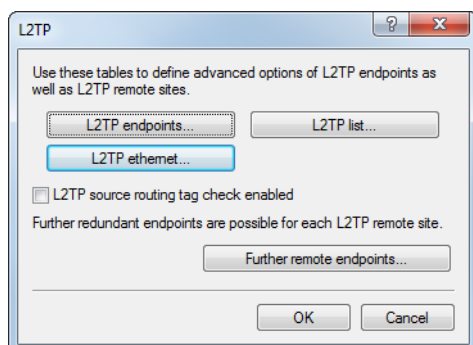 L2TP
Use these tables to define advanced options of L2TP endpoints as
well as L2TP remote sites.
L2TP endpoints... L2TP list...
L2TP ethernet...
L2TP source routing tag check enabled
Further redundant endpoints are possible for each L2TP remote site.
Further remote endpoints...
OK Cancel